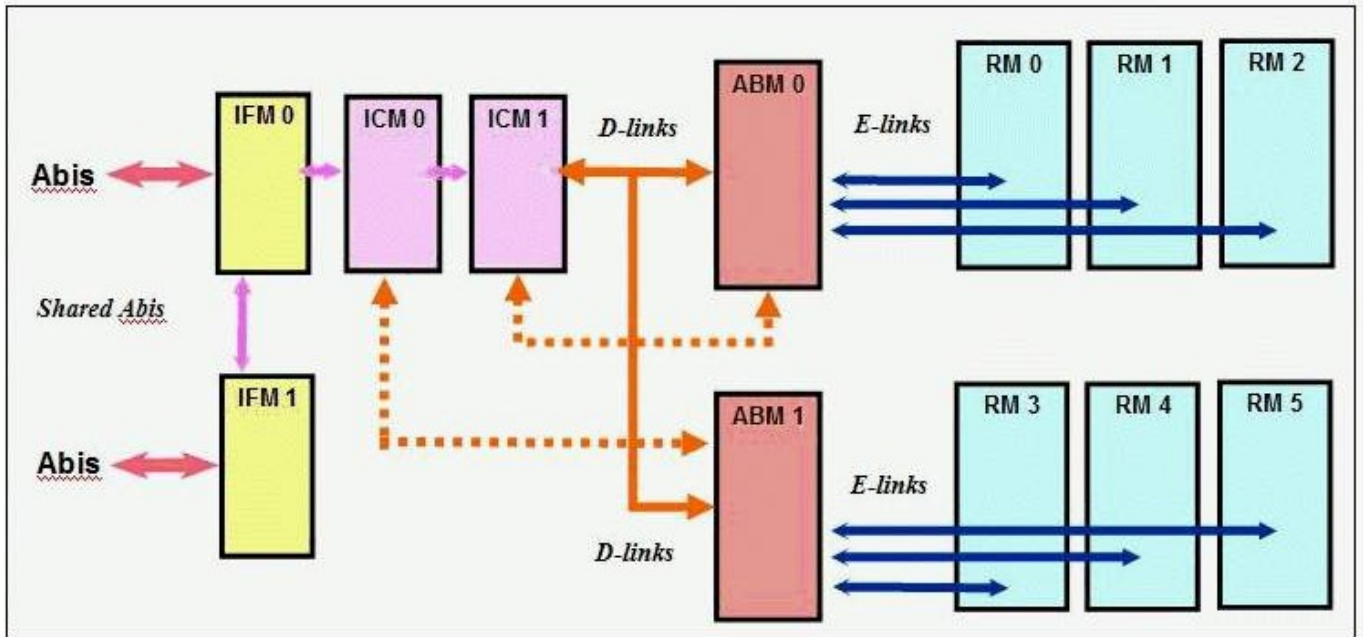 IFM 0
ICM 0
ICM 1
D-links
ABM 0
E-links
RM 0
RM 1
RM 2
Abis
Shared Abis
IFM 1
Abis
ABM 1
D-links
E-links
RM 3
RM 4
RM 5